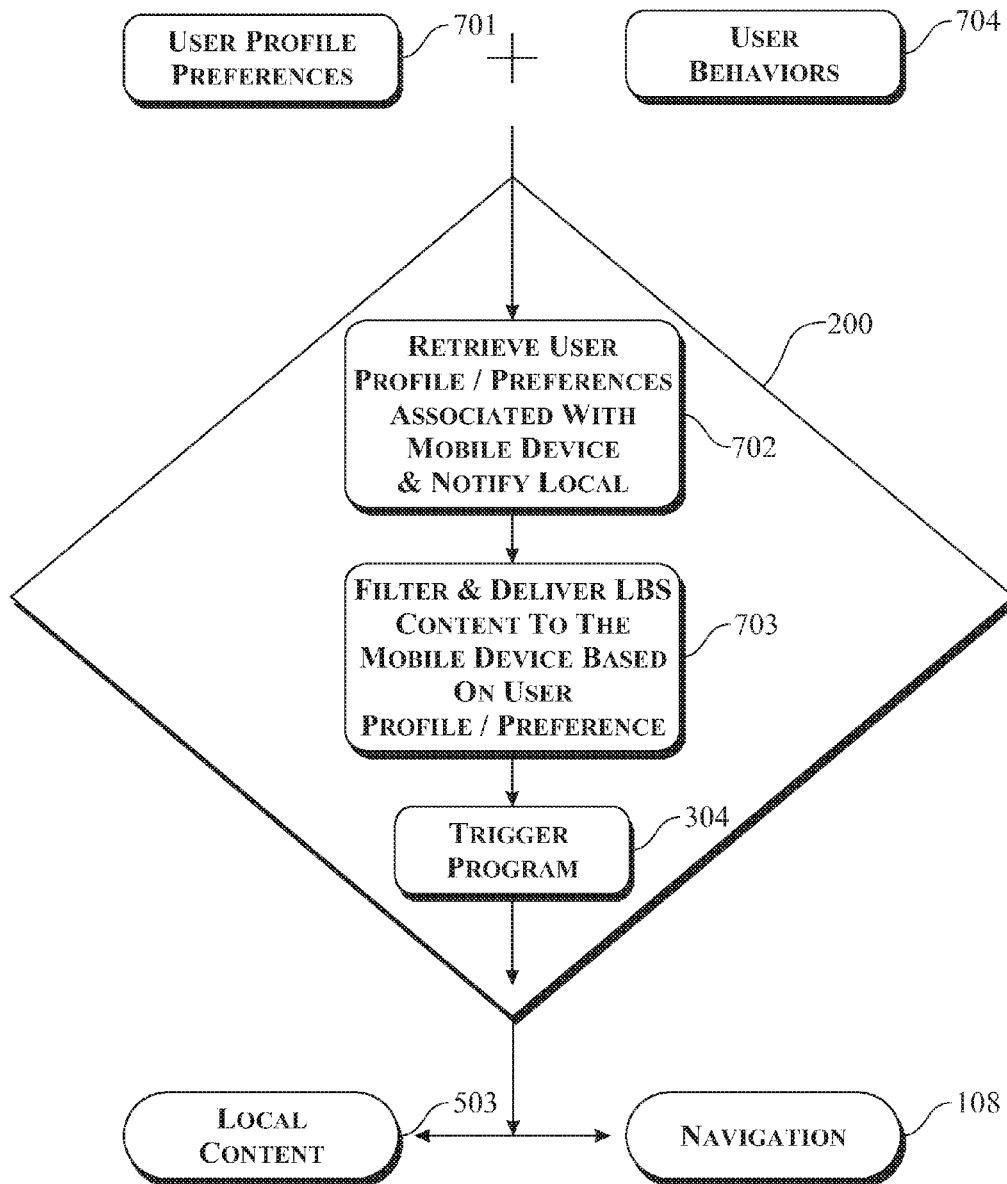 USER PROFILE
PREFERENCES
701
+
USER
BEHAVIORS
704
200
RETRIEVE USER
PROFILE / PREFERENCES
ASSOCIATED WITH
MOBILE DEVICE
& NOTIFY LOCAL
702
FILTER & DELIVER LBS
CONTENT TO THE
MOBILE DEVICE BASED
ON USER
PROFILE / PREFERENCE
703
TRIGGER
PROGRAM
304
LOCAL
CONTENT
503
NAVIGATION
108